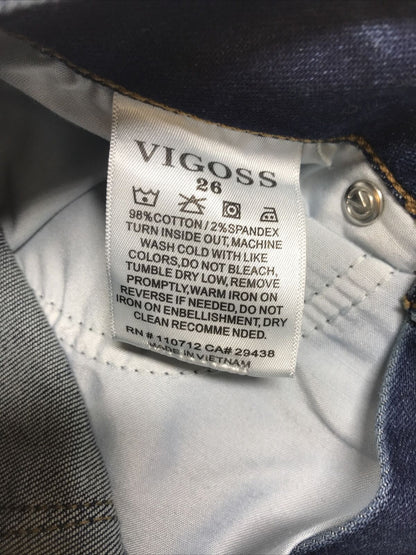 VIGOSS
26
98%COTTON/2%SPANDEX
TURN INSIDE OUT, MACHINE
WASH COLD WITH LIKE
COLORS,DO NOT BLEACH,
TUMBLE DRY LOW, REMOVE
PROMPTLY,WARM IRON ON
REVERSE IF NEEDED, DO NOT
IRON ON ENBELLISHMENT, DRY
CLEAN RECOMMENDED.
RN # 110712 CA# 29438
MADE IN VIETNAM